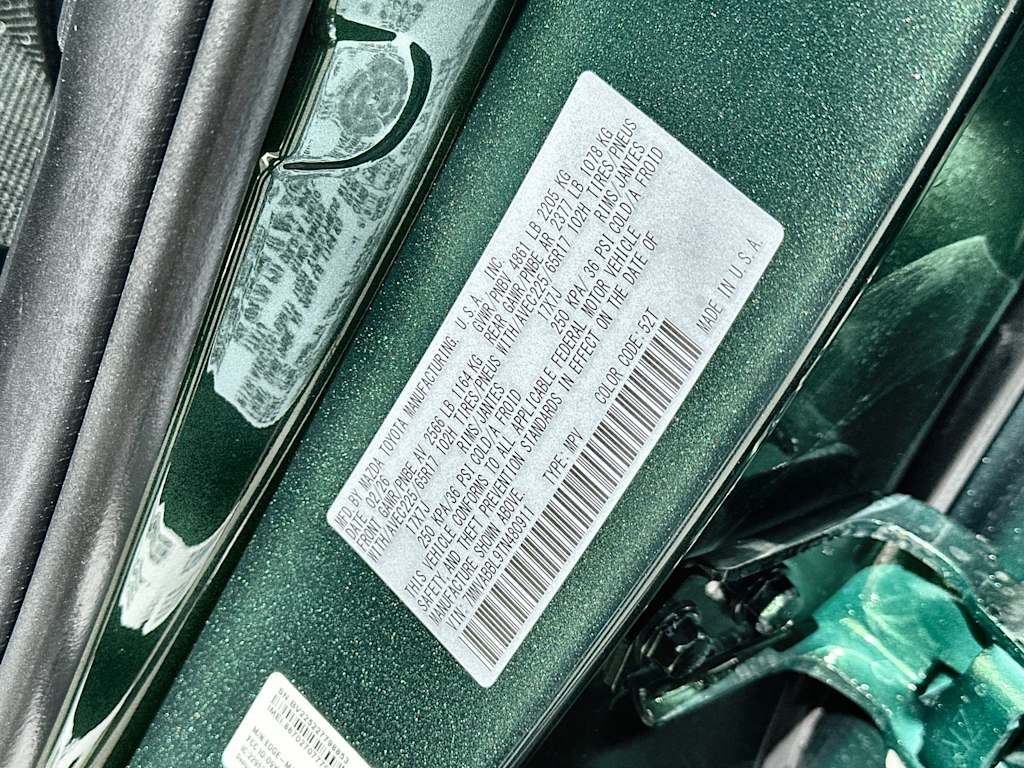 MFD. BY MAZDA TOYOTA MANUFACTURING, U.S.A., INC.
DATE: 02/26 GVWR/PNBV 4861 LB 2205 KG
FRONT GAWR/PNBE AV 2566 LB 1164 KG REAR GAWR/PNBE AR 2377 LB 1078 KG
WITH/AVEC225/65R17 102H TIRES/PNEUS WITH/AVEC225/65R17 102H TIRES/PNEUS
17X7J RIMS/JANTES 17X7J RIMS/JANTES
250 KPA/36 PSI COLD/A FROID 250 KPA/36 PSI COLD/A FROID
THIS VEHICLE CONFORMS TO ALL APPLICABLE FEDERAL MOTOR VEHICLE
SAFETY AND THEFT PREVENTION STANDARDS IN EFFECT ON THE DATE OF
MANUFACTURE SHOWN ABOVE.
TYPE: MPV COLOR CODE:52T
MADE IN U.S.A.